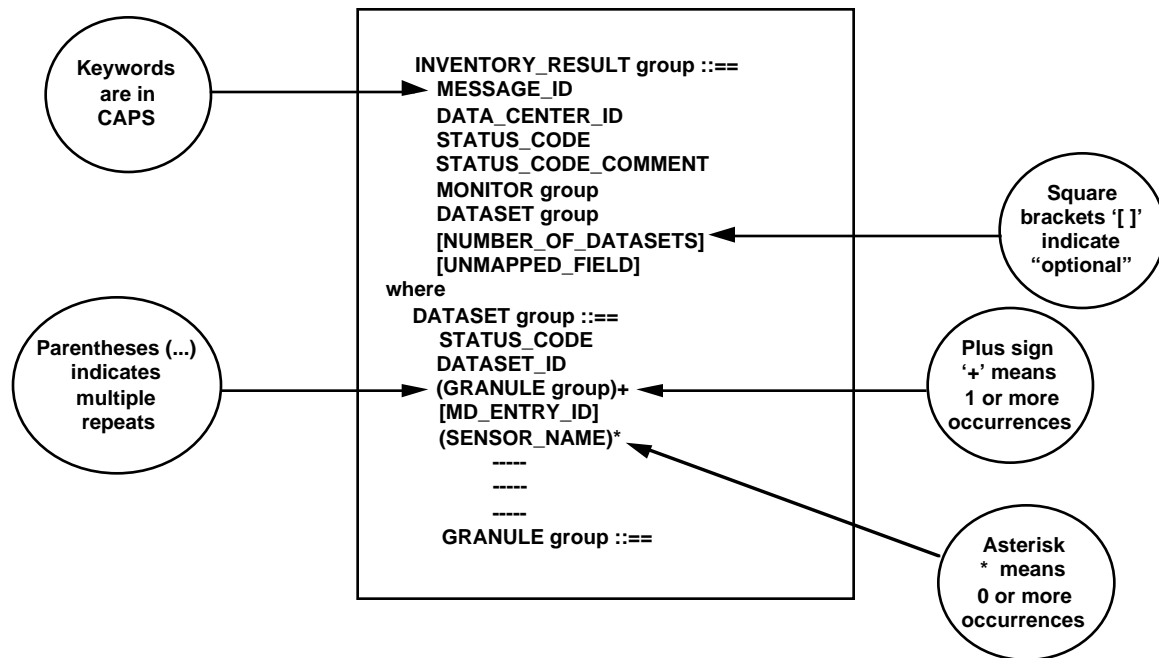 Keywords
are in
CAPS
INVENTORY_RESULT group ::==
MESSAGE_ID
DATA_CENTER_ID
STATUS_CODE
STATUS_CODE_COMMENT
MONITOR group
DATASET group
[NUMBER_OF_DATASETS]
[UNMAPPED_FIELD]
where
DATASET group ::==
STATUS_CODE
DATASET_ID
(GRANULE group)+
[MD_ENTRY_ID]
(SENSOR_NAME)*
-----
-----
-----
GRANULE group ::==
Square
brackets ‘[ ]’
indicate
“optional”
Parentheses (...)
indicates
multiple
repeats
Plus sign
‘+’ means
1 or more
occurrences
Asterisk
* means
0 or more
occurrences